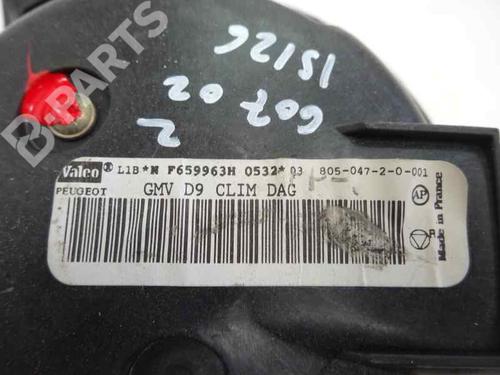 15126
607 02
2
Valeo L1B*N F659963H 0532* 03 805-047-2-0-001
PEUGEOT GMV D9 CLIM DAG
AP
Made in France
B-PARTS